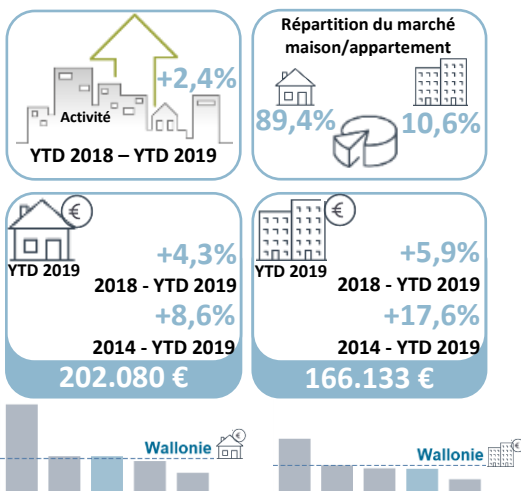 +2,4%
Activité
YTD 2018 – YTD 2019
Répartition du marché
maison/appartement
89,4%
10,6%
€
YTD 2019
+4,3%
2018 - YTD 2019
+8,6%
2014 - YTD 2019
202.080 €
€
YTD 2019
+5,9%
2018 - YTD 2019
+17,6%
2014 - YTD 2019
166.133 €
Wallonie €
Wallonie €